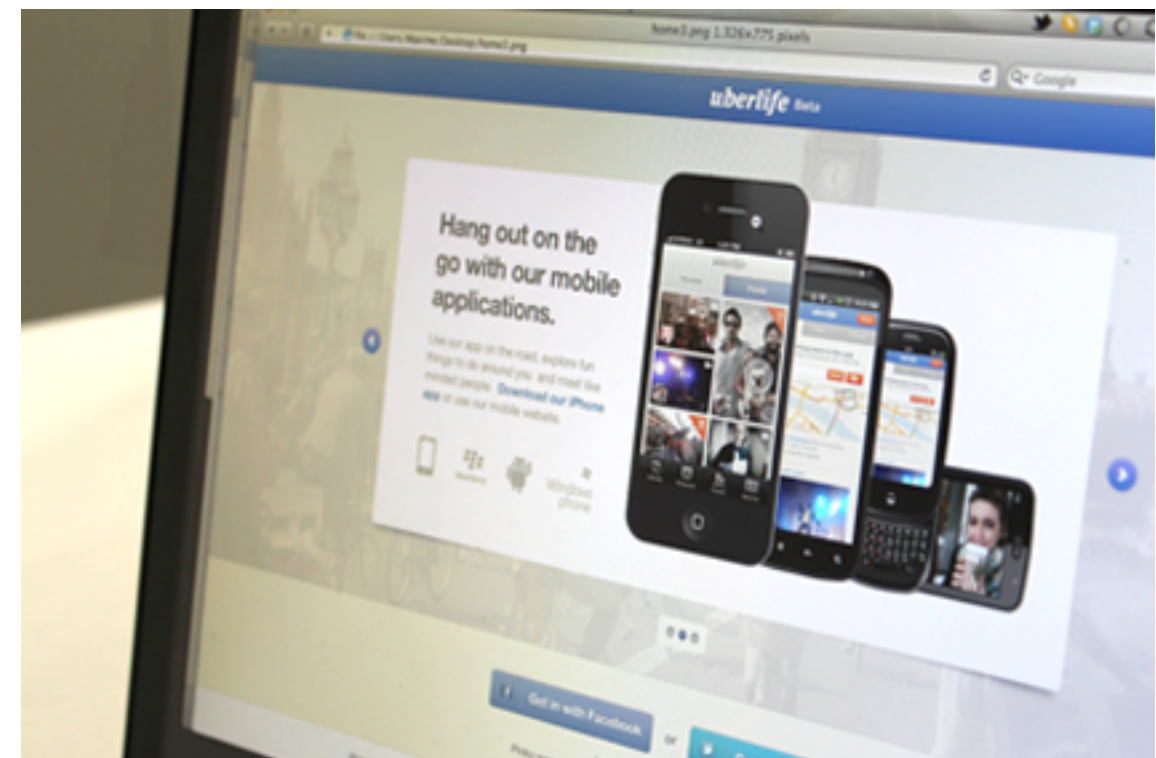 home3.png 1,326×775 pixels
Google
uberlife Beta
Hang out on the
go with our mobile
applications.
Use our app on the road, explore fun
things to do around you and meet like
minded people. Download our iPhone
app or use our mobile website.
Windows
phone
Get in with Facebook
or